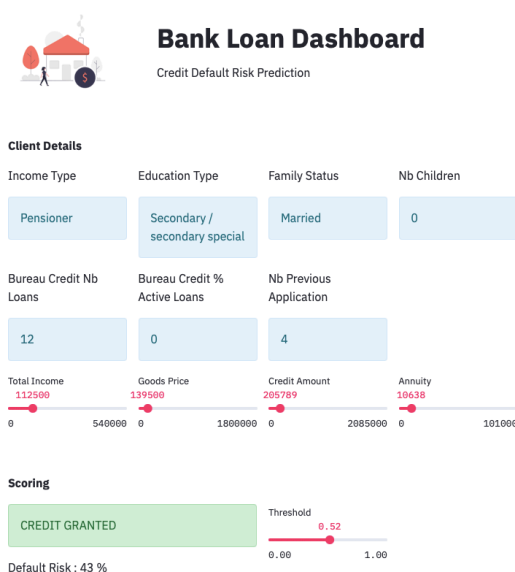 Bank Loan Dashboard
Credit Default Risk Prediction
$
Client Details
Income Type Education Type Family Status Nb Children
Pensioner Secondary / Married 0
secondary special
Bureau Credit Nb Bureau Credit % Nb Previous
Loans Active Loans Application
12 0 4
Total Income Goods Price Credit Amount Annuity
112500 139500 205789 10638
0 540000 0 1800000 0 2085000 0 101000
Scoring
CREDIT GRANTED
Threshold
0.52
0.00 1.00
Default Risk : 43 %